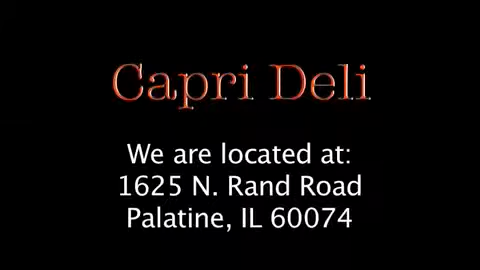 Capri Deli
We are located at:
1625 N. Rand Road
Palatine, IL 60074